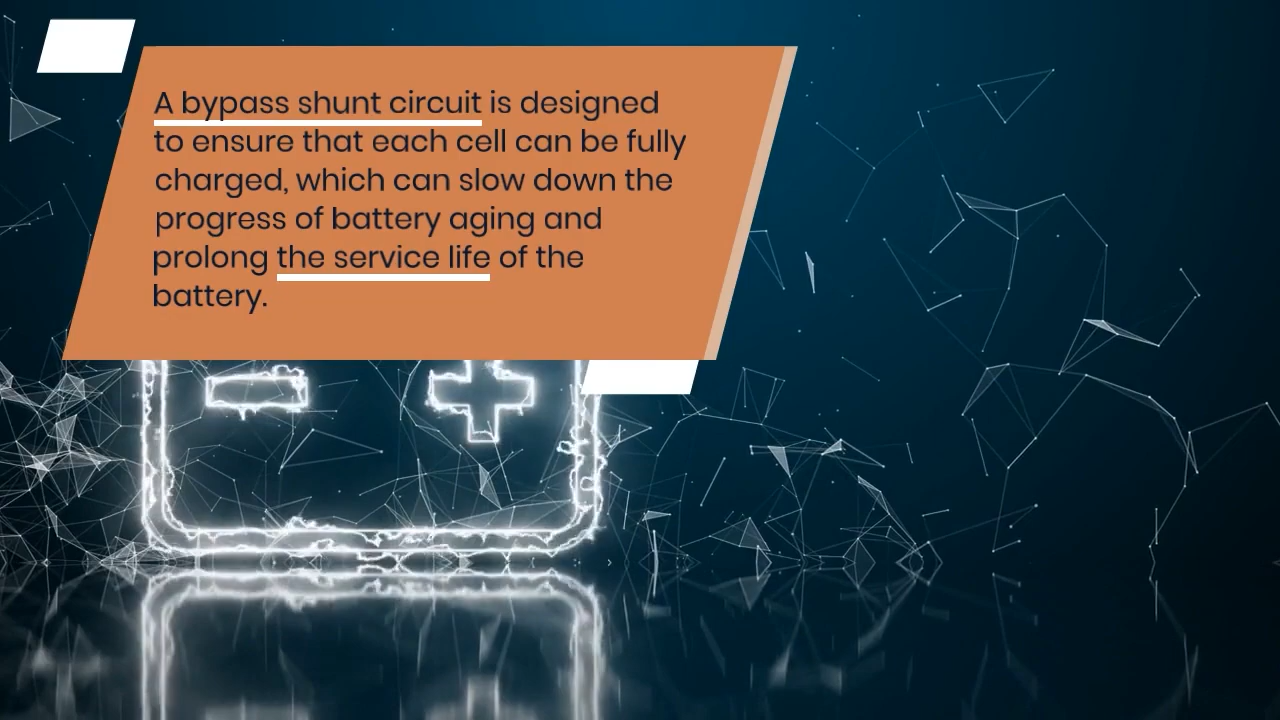 A bypass shunt circuit is designed
to ensure that each cell can be fully
charged, which can slow down the
progress of battery aging and
prolong the service life of the
battery.